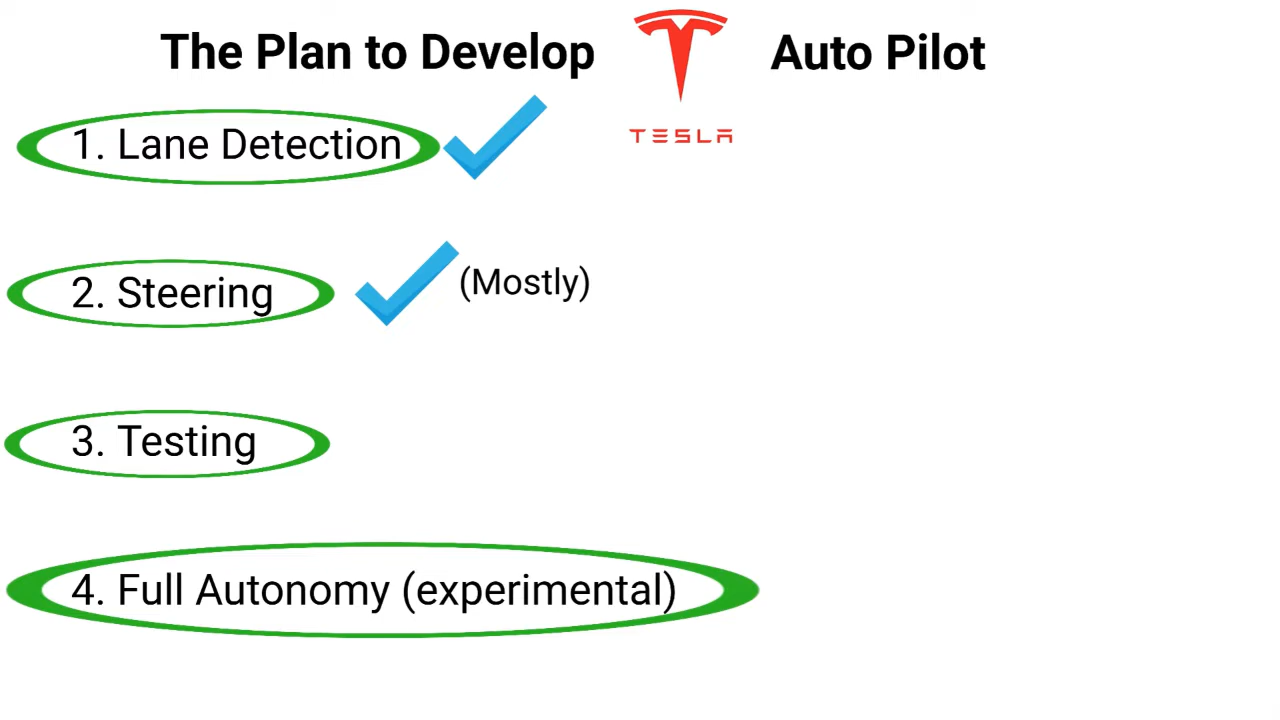 The Plan to Develop Auto Pilot
TESLA
1. Lane Detection
2. Steering (Mostly)
3. Testing
4. Full Autonomy (experimental)